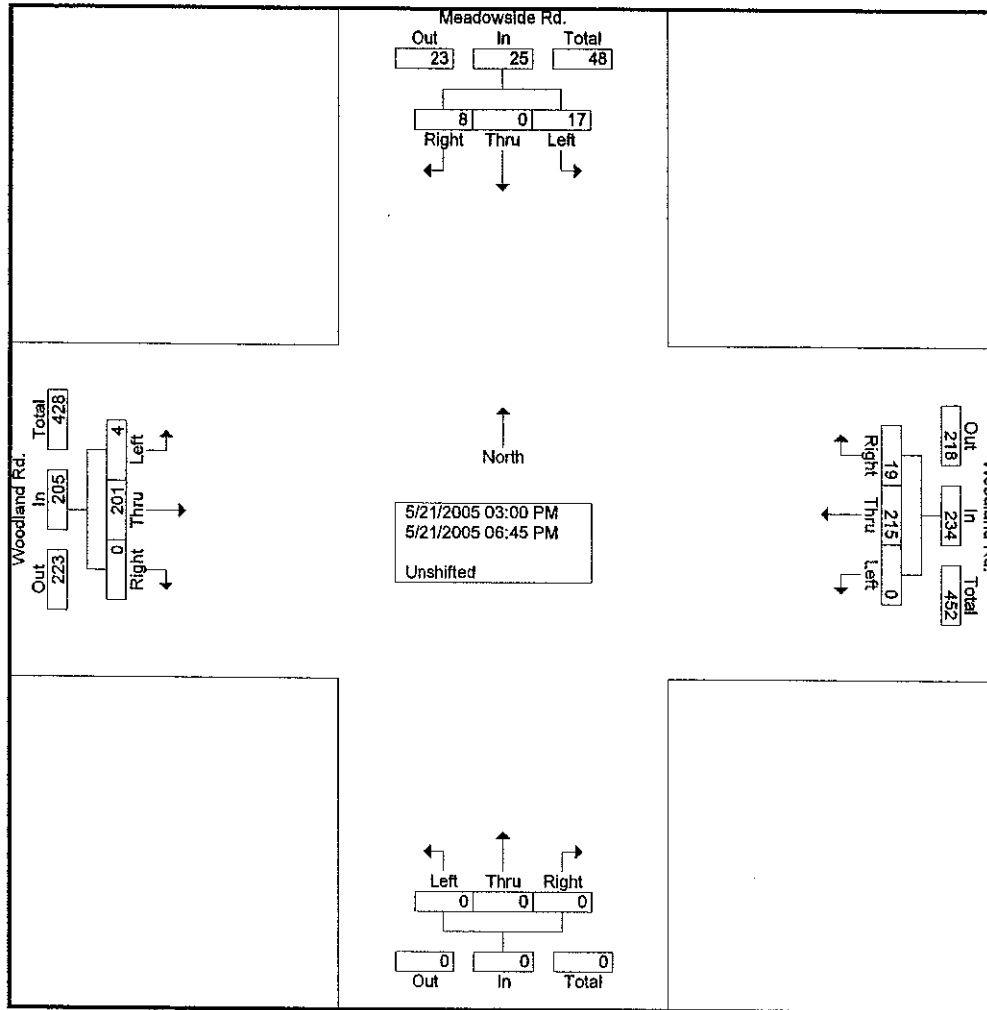 Meadowside Rd.
Out In Total
23 25 48
8 0 17
Right Thru Left
Woodland Rd.
Total In Out
428 205 223
4 201 0
Left Thru Right
North
5/21/2005 03:00 PM
5/21/2005 06:45 PM
Unshifted
Out In Total
218 234 452
19 215 0
Right Thru Left
Left Thru Right
0 0 0
0 0 0
Out In Total